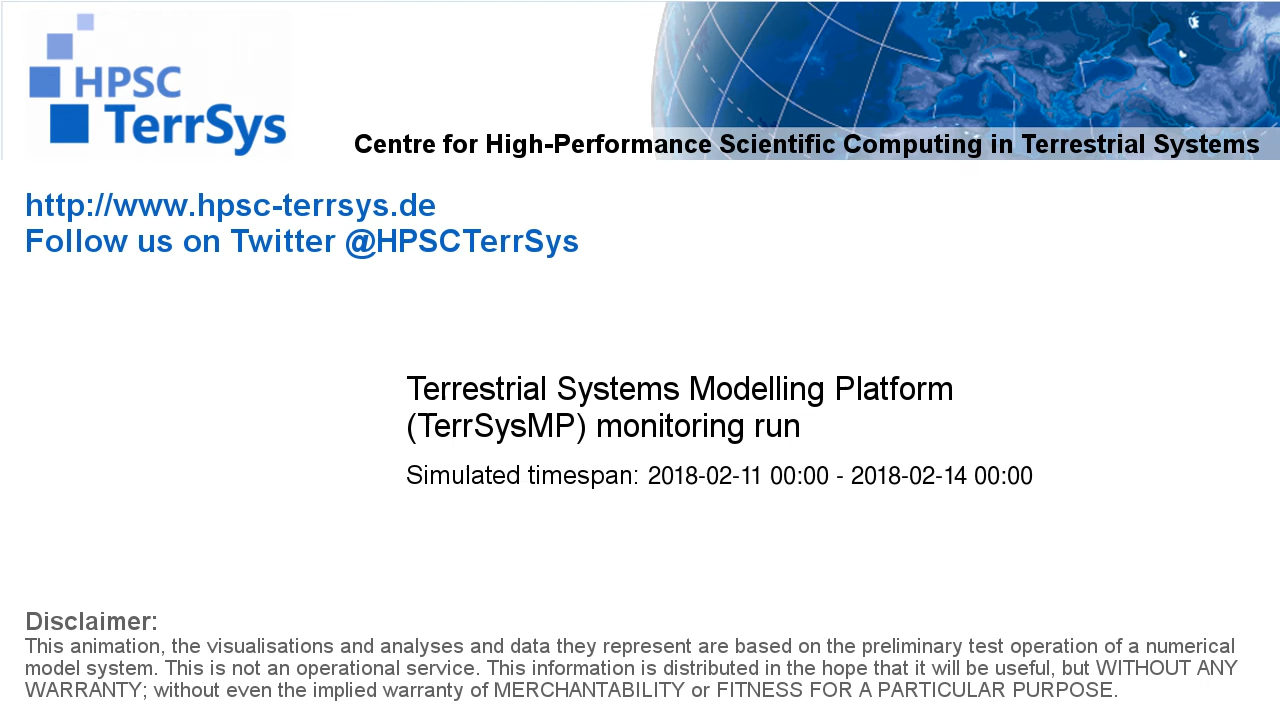 HPSC
TerrSys
Centre for High-Performance Scientific Computing in Terrestrial Systems
http://www.hpsc-terrsys.de
Follow us on Twitter @HPSCTerrSys
Terrestrial Systems Modelling Platform
(TerrSysMP) monitoring run
Simulated timespan: 2018-02-11 00:00 - 2018-02-14 00:00
Disclaimer:
This animation, the visualisations and analyses and data they represent are based on the preliminary test operation of a numerical
model system. This is not an operational service. This information is distributed in the hope that it will be useful, but WITHOUT ANY
WARRANTY; without even the implied warranty of MERCHANTABILITY or FITNESS FOR A PARTICULAR PURPOSE.